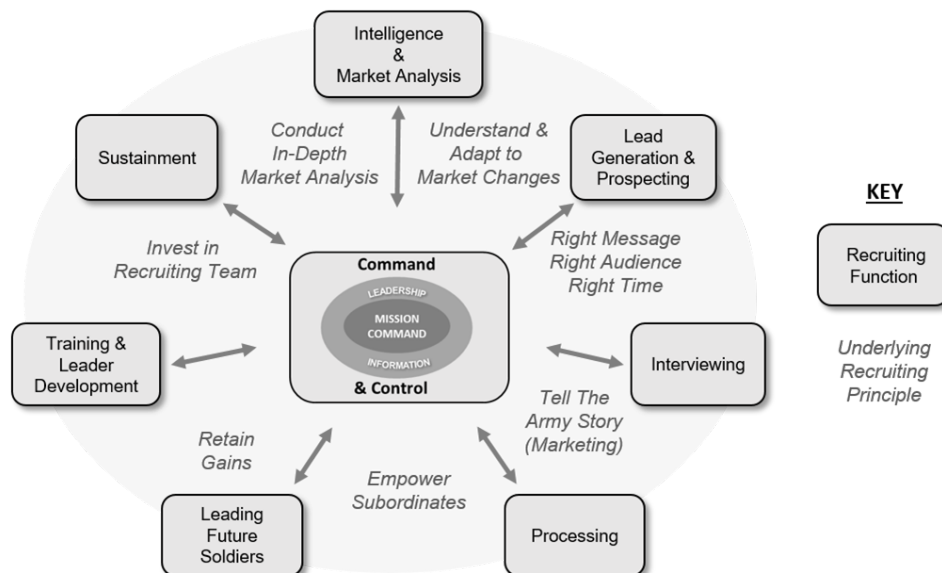 Intelligence
&
Market Analysis
Sustainment
Conduct
In-Depth
Market Analysis
Understand &
Adapt to
Market Changes
Lead
Generation &
Prospecting
KEY
Recruiting
Function
Underlying
Recruiting
Principle
Invest in
Recruiting Team
Right Message
Right Audience
Right Time
Command
LEADERSHIP
MISSION
COMMAND
INFORMATION
& Control
Training &
Leader
Development
Interviewing
Tell The
Army Story
(Marketing)
Retain
Gains
Empower
Subordinates
Leading
Future
Soldiers
Processing